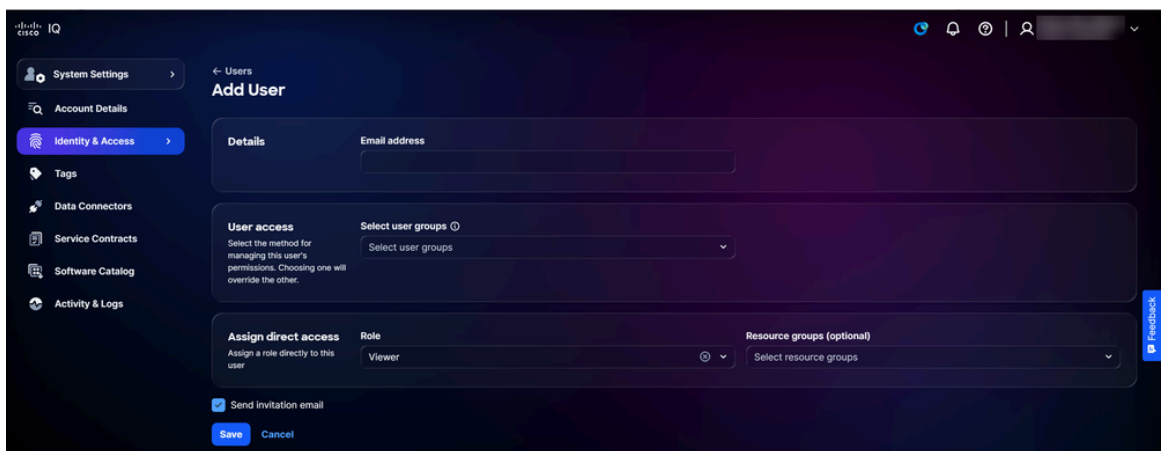 cisco IQ
System Settings
Account Details
Identity & Access
Tags
Data Connectors
Service Contracts
Software Catalog
Activity & Logs
← Users
Add User
Details
Email address
User access
Select the method for
managing this user's
permissions. Choosing one will
override the other.
Select user groups
Select user groups
Assign direct access
Assign a role directly to this
user
Role
Viewer
Resource groups (optional)
Select resource groups
Send invitation email
Save Cancel
Feedback